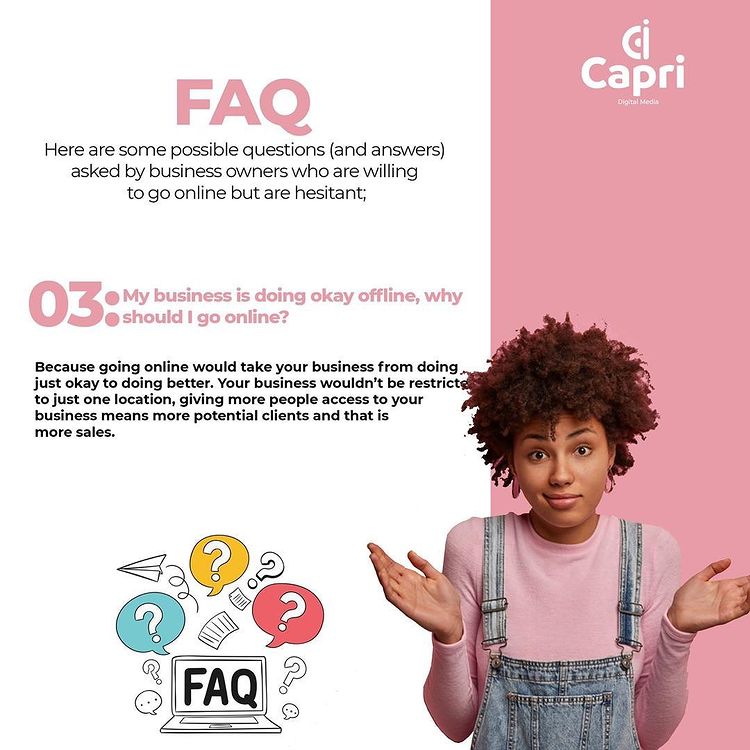 Capri
Digital Media
FAQ
Here are some possible questions (and answers)
asked by business owners who are willing
to go online but are hesitant;
03:
My business is doing okay offline, why
should I go online?
Because going online would take your business from doing
just okay to doing better. Your business wouldn't be restricte
to just one location, giving more people access to your
business means more potential clients and that is
more sales.
?
?
?
?
FAQ
?
?